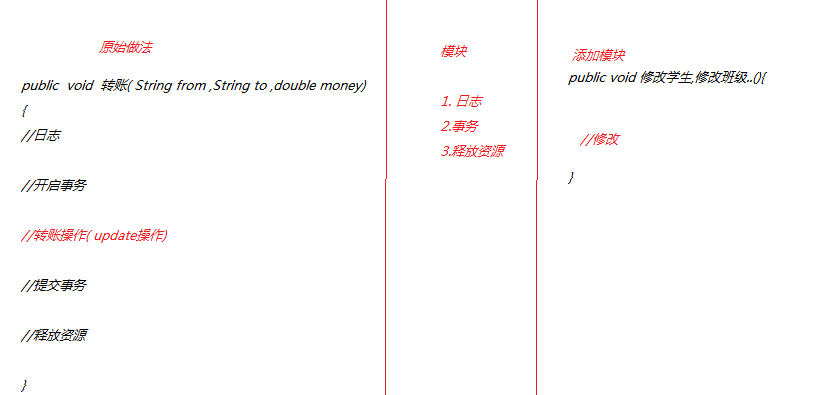 原始做法
public  void  转账( String from ,String to ,double money)
{
//日志
//开启事务
//转账操作( update操作)
//提交事务
//释放资源
}
模块
1. 日志
2.事务
3.释放资源
添加模块
public void 修改学生,修改班级..(){
//修改
}